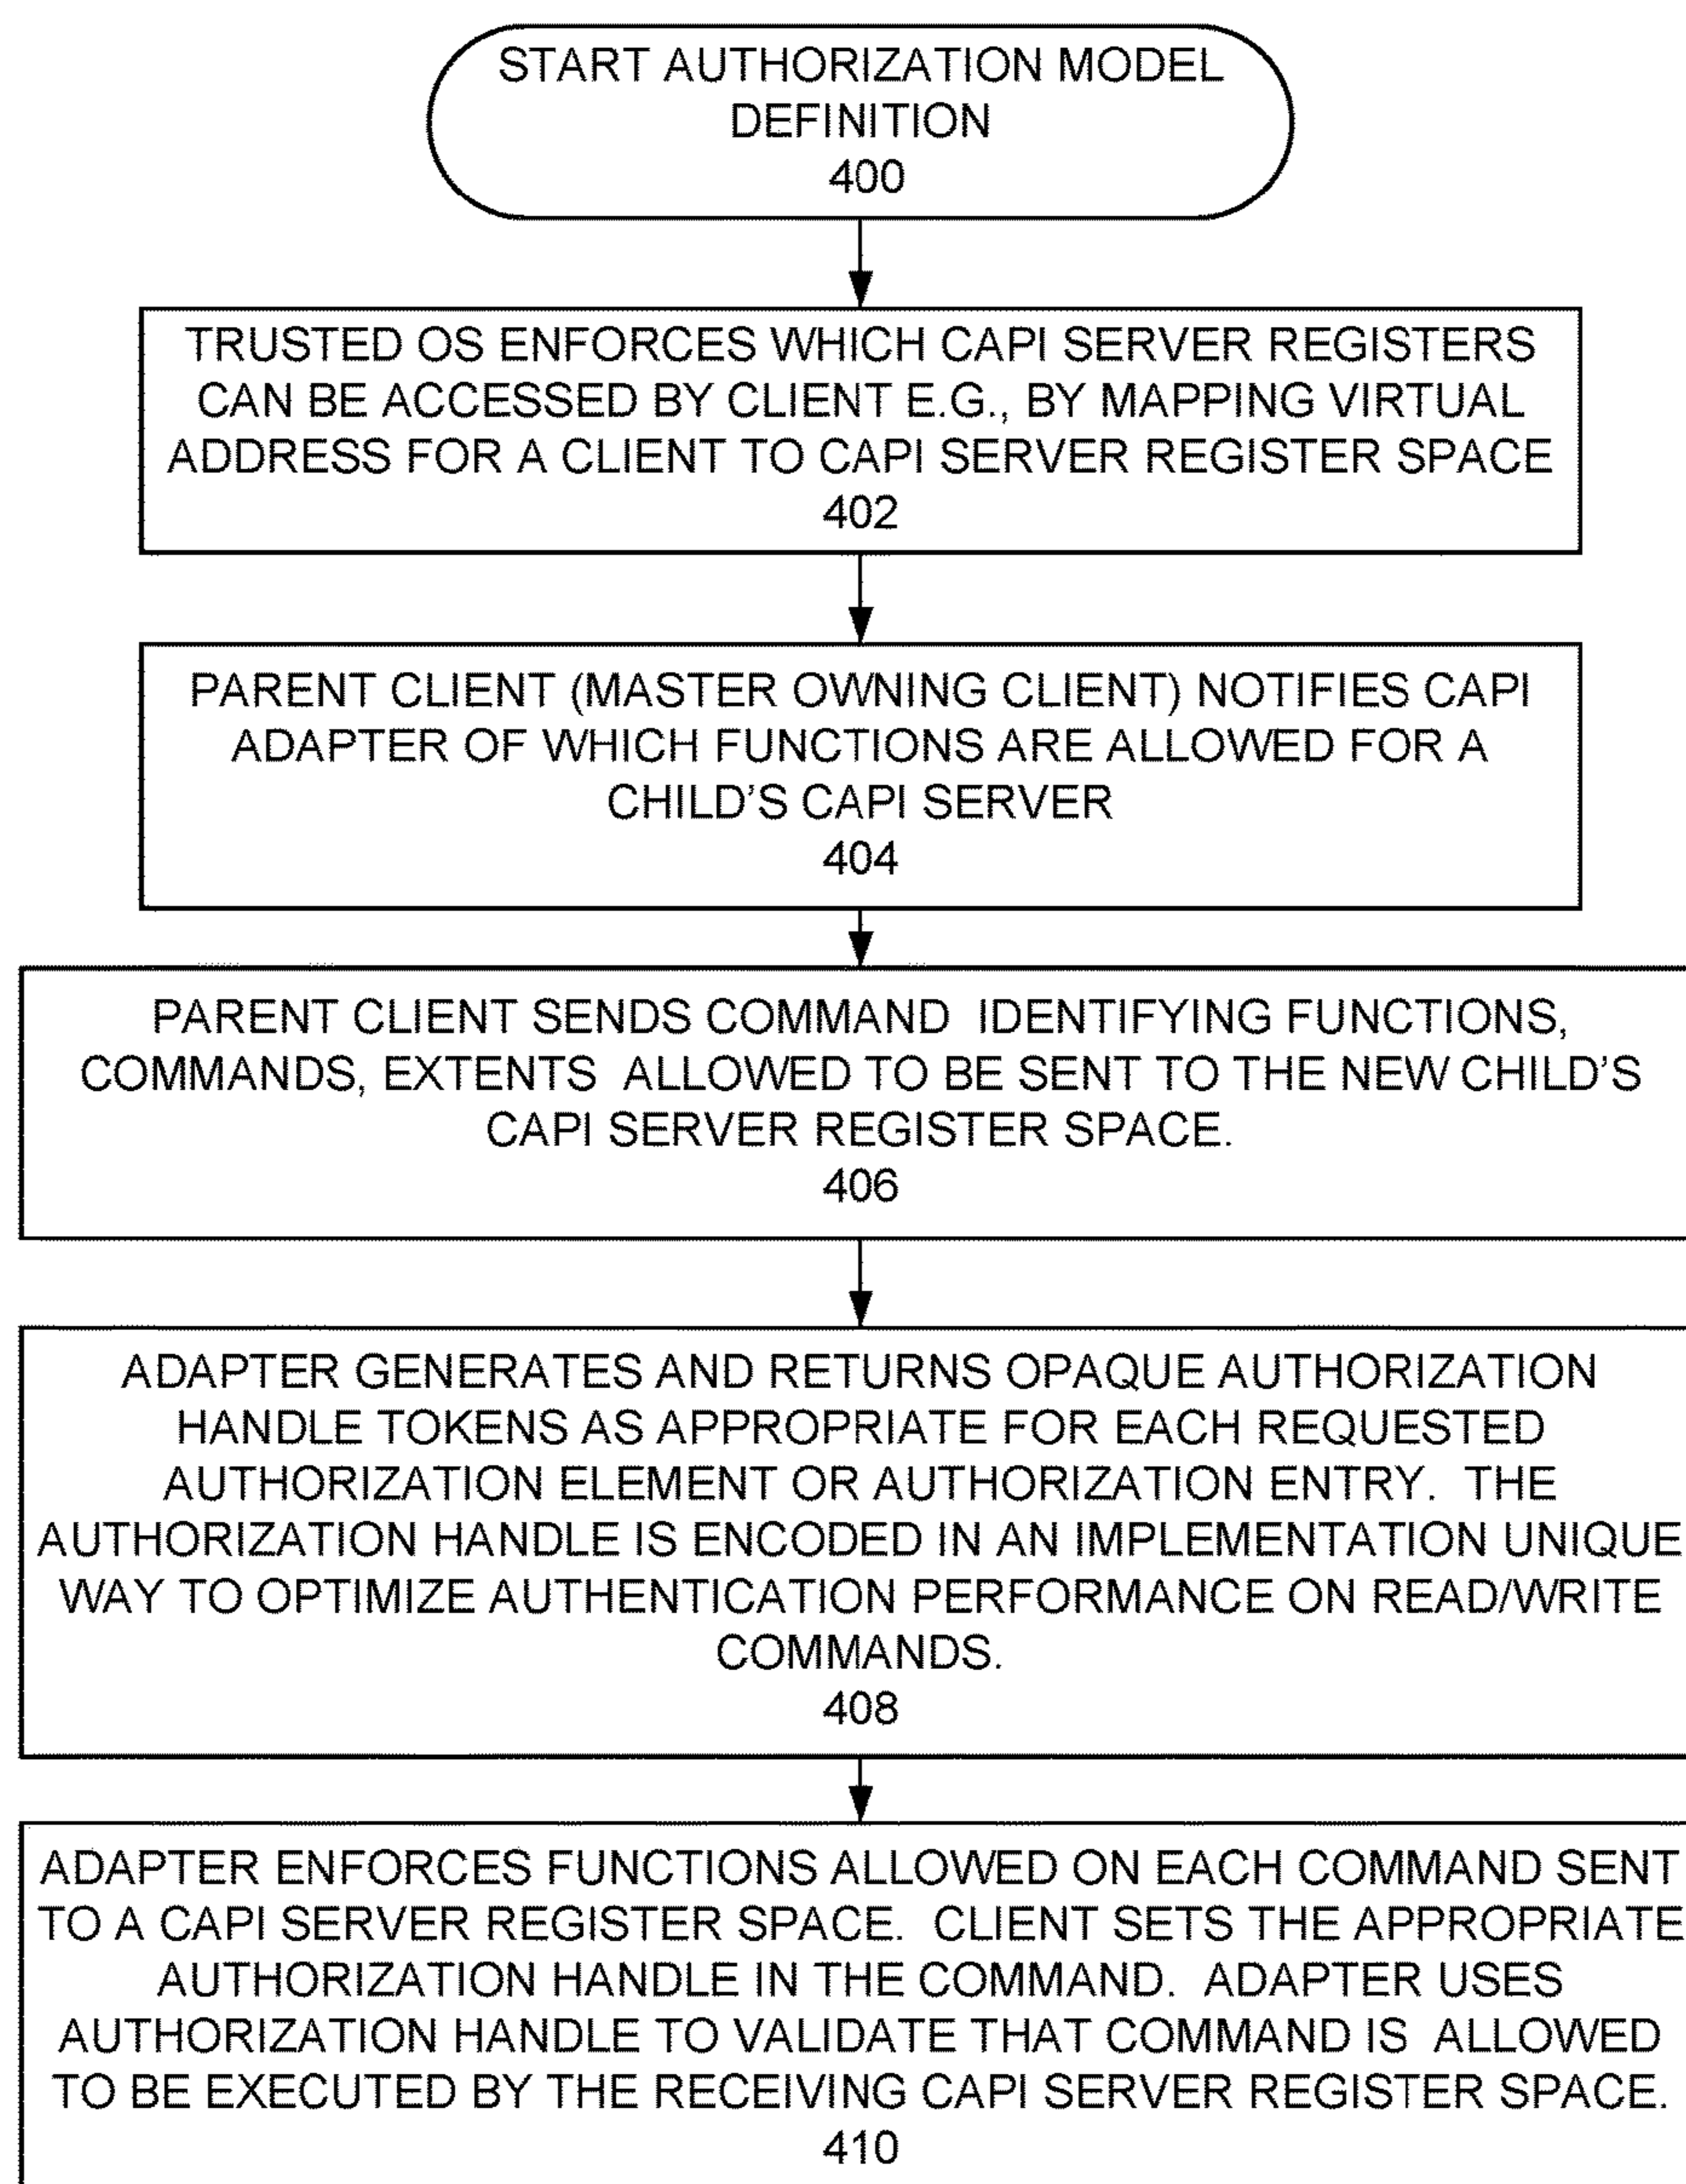 START AUTHORIZATION MODEL
DEFINITION
400
TRUSTED OS ENFORCES WHICH CAPI SERVER REGISTERS
CAN BE ACCESSED BY CLIENT E.G., BY MAPPING VIRTUAL
ADDRESS FOR A CLIENT TO CAPI SERVER REGISTER SPACE
402
PARENT CLIENT (MASTER OWNING CLIENT) NOTIFIES CAPI
ADAPTER OF WHICH FUNCTIONS ARE ALLOWED FOR A
CHILD'S CAPI SERVER
404
PARENT CLIENT SENDS COMMAND IDENTIFYING FUNCTIONS,
COMMANDS, EXTENTS ALLOWED TO BE SENT TO THE NEW CHILD'S
CAPI SERVER REGISTER SPACE.
406
ADAPTER GENERATES AND RETURNS OPAQUE AUTHORIZATION
HANDLE TOKENS AS APPROPRIATE FOR EACH REQUESTED
AUTHORIZATION ELEMENT OR AUTHORIZATION ENTRY. THE
AUTHORIZATION HANDLE IS ENCODED IN AN IMPLEMENTATION UNIQUE
WAY TO OPTIMIZE AUTHENTICATION PERFORMANCE ON READ/WRITE
COMMANDS.
408
ADAPTER ENFORCES FUNCTIONS ALLOWED ON EACH COMMAND SENT
TO A CAPI SERVER REGISTER SPACE. CLIENT SETS THE APPROPRIATE
AUTHORIZATION HANDLE IN THE COMMAND. ADAPTER USES
AUTHORIZATION HANDLE TO VALIDATE THAT COMMAND IS ALLOWED
TO BE EXECUTED BY THE RECEIVING CAPI SERVER REGISTER SPACE.
410